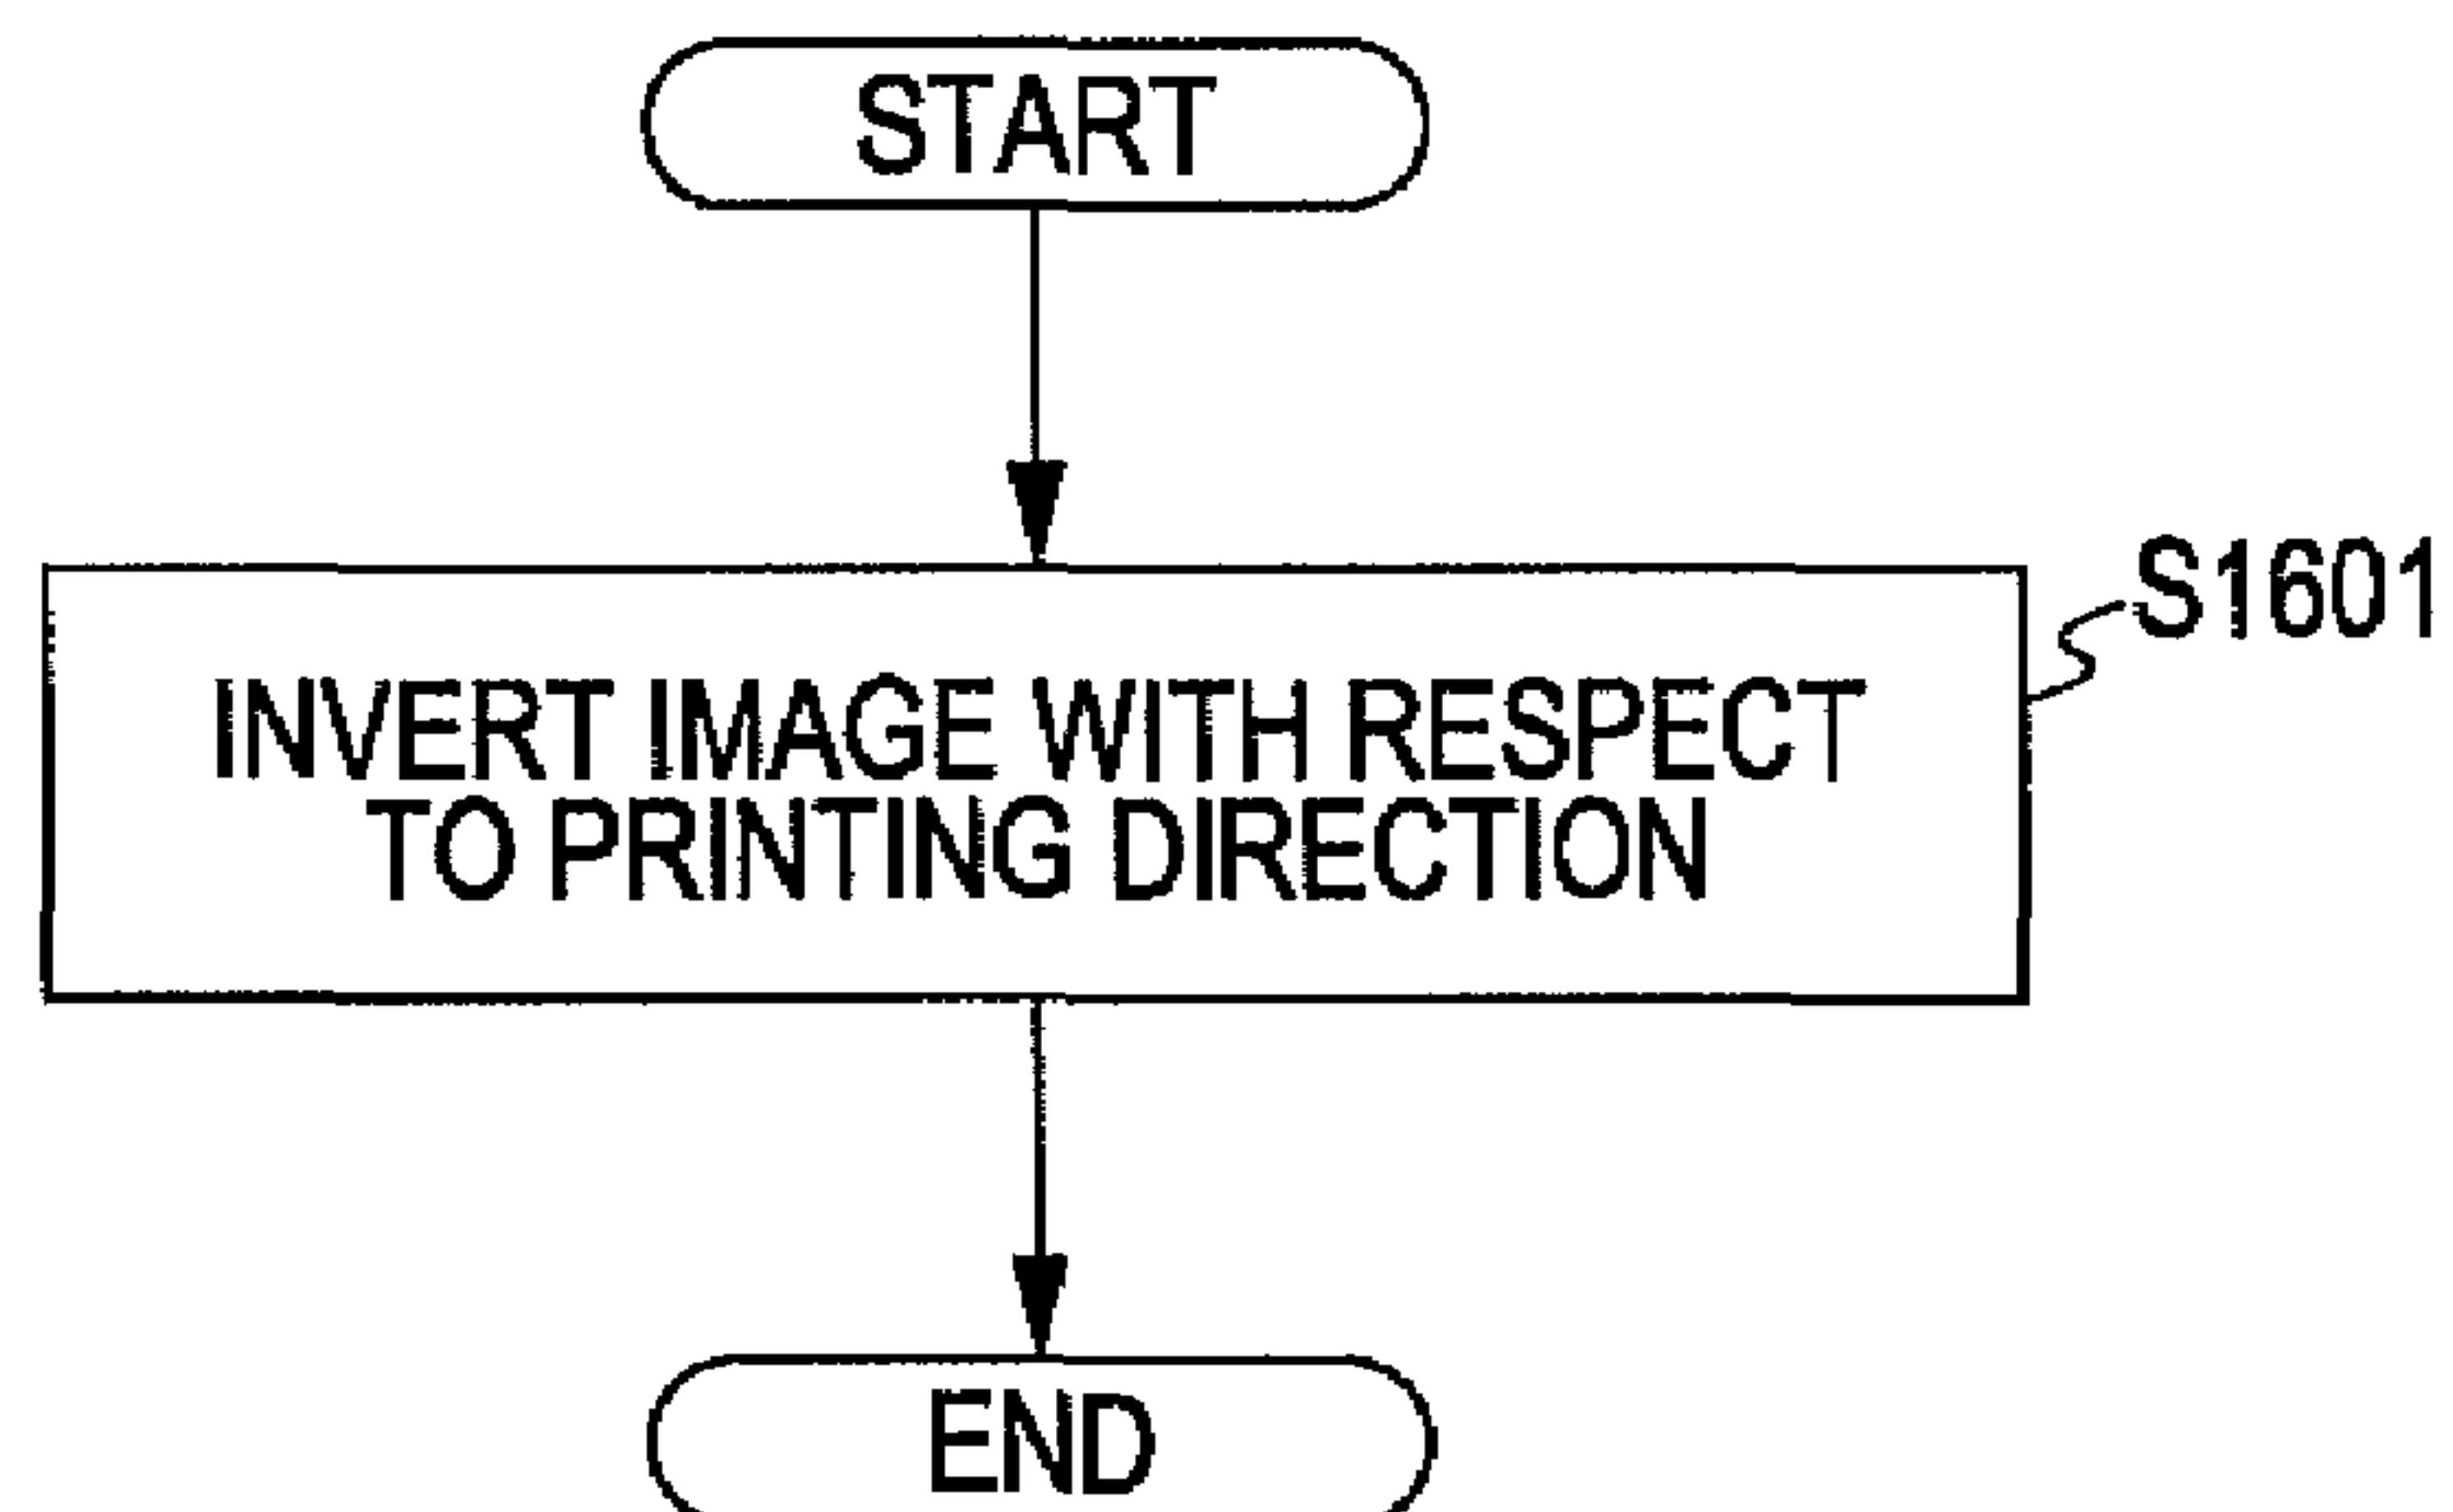 START
S1601
INVERT IMAGE WITH RESPECT
TO PRINTING DIRECTION
END